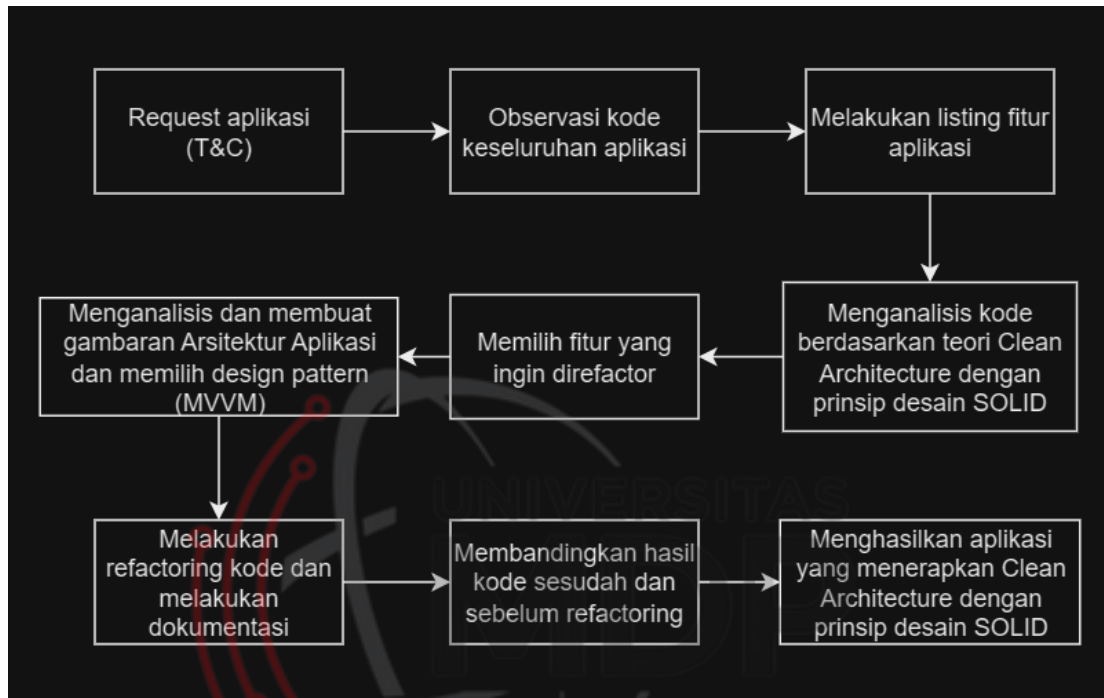 Request aplikasi
(T&C)
Observasi kode
keseluruhan aplikasi
Melakukan listing fitur
aplikasi
Menganalisis kode
berdasarkan teori Clean
Architecture dengan
prinsip desain SOLID
Memilih fitur yang
ingin direfactor
Menganalisis dan membuat
gambaran Arsitektur Aplikasi
dan memilih design pattern
(MVVM)
Melakukan
refactoring kode dan
melakukan
dokumentasi
Membandingkan hasil
kode sesudah dan
sebelum refactoring
Menghasilkan aplikasi
yang menerapkan Clean
Architecture dengan
prinsip desain SOLID
UNIVERSITAS
MDP